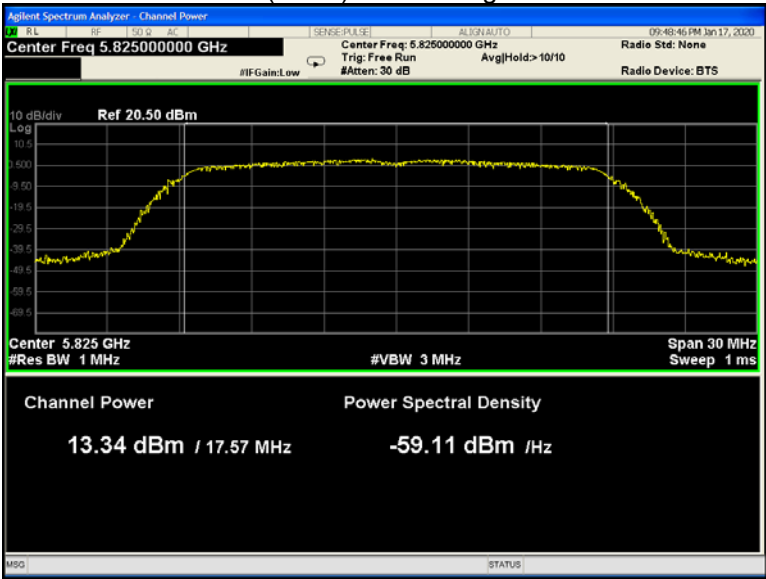 Agilent Spectrum Analyzer - Channel Power
RL RF 50 Ω AC SENSE:PULSE ALIGN AUTO 09:48:46 PM Jan 17, 2020
Center Freq 5.825000000 GHz Center Freq: 5.825000000 GHz Radio Std: None
Trig: Free Run Avg|Hold:> 10/10
#IFGain:Low #Atten: 30 dB Radio Device: BTS
10 dB/div Ref 20.50 dBm
Log
10.5
0.500
-9.50
-19.5
-29.5
-39.5
-49.5
-59.5
-69.5
Center 5.825 GHz Span 30 MHz
#Res BW 1 MHz #VBW 3 MHz Sweep 1 ms
Channel Power Power Spectral Density
13.34 dBm / 17.57 MHz -59.11 dBm /Hz
MSG STATUS